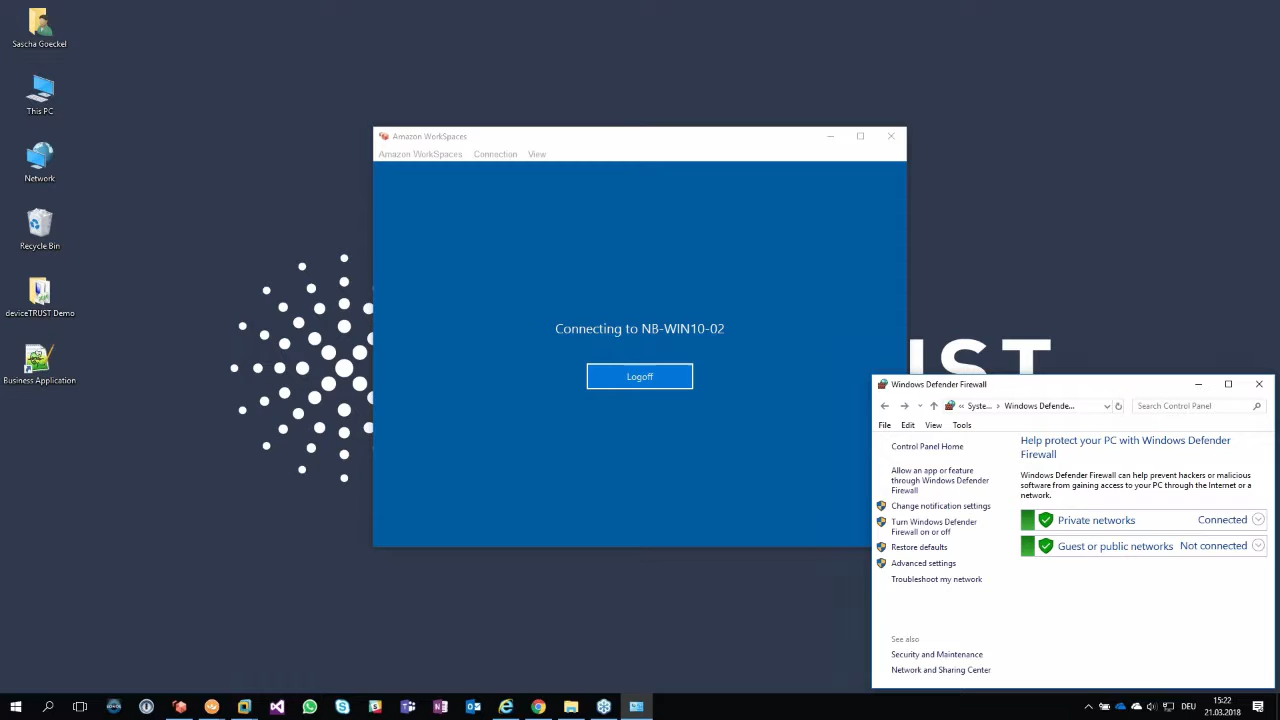 Sascha Goeckel
This PC
Network
Recycle Bin
deviceTRUST Demo
Business Application
Amazon WorkSpaces
Amazon WorkSpaces Connection View
Connecting to NB-WIN10-02
Logoff
UST
Windows Defender Firewall
« Syste... › Windows Defende...
Search Control Panel
File Edit View Tools
Control Panel Home
Allow an app or feature
through Windows Defender
Firewall
Change notification settings
Turn Windows Defender
Firewall on or off
Restore defaults
Advanced settings
Troubleshoot my network
See also
Security and Maintenance
Network and Sharing Center
Help protect your PC with Windows Defender
Firewall
Windows Defender Firewall can help prevent hackers or malicious
software from gaining access to your PC through the Internet or a
network.
Private networks Connected
Guest or public networks Not connected
DEU
15:22
21.03.2018